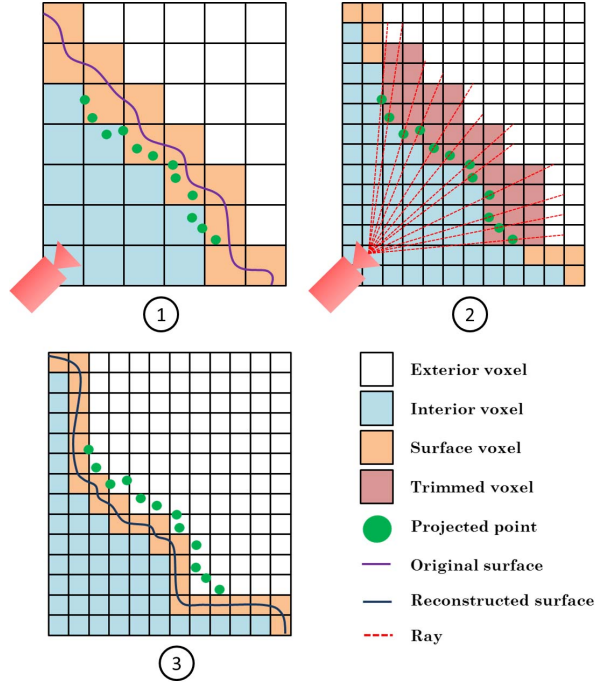 1
2
3
Exterior voxel
Interior voxel
Surface voxel
Trimmed voxel
Projected point
Original surface
Reconstructed surface
Ray